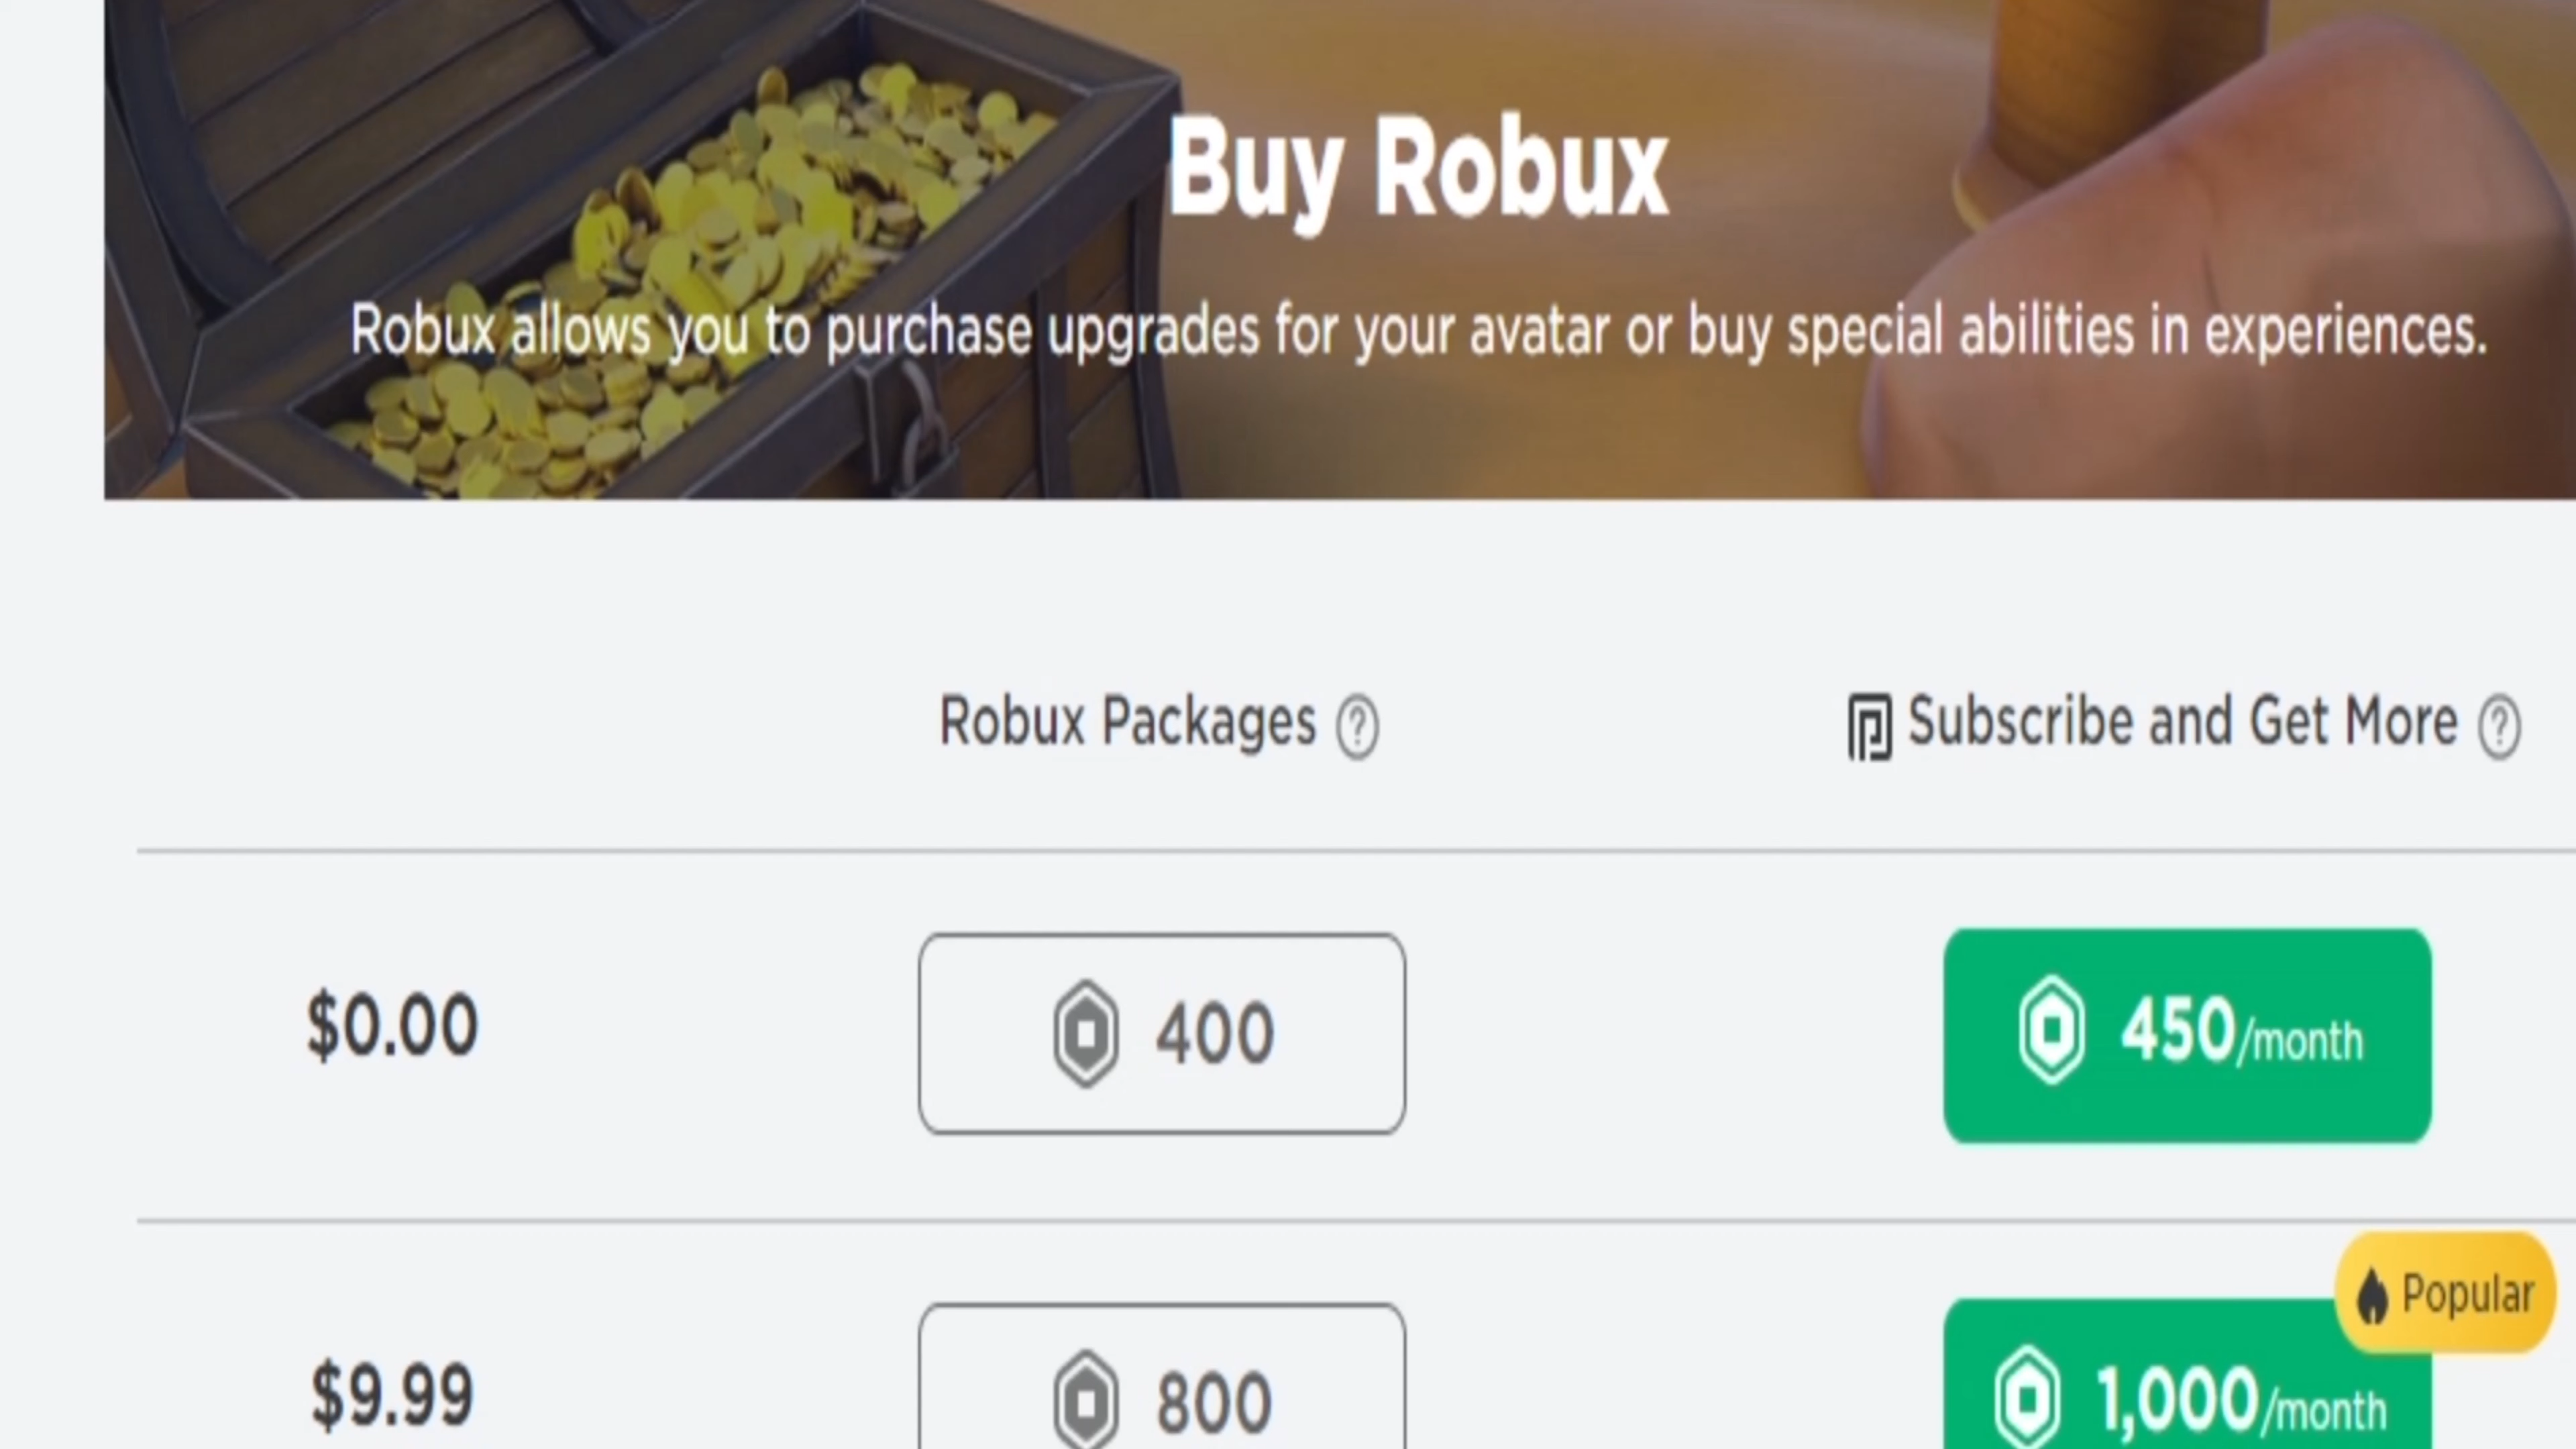 Buy Robux
Robux allows you to purchase upgrades for your avatar or buy special abilities in experiences.
Robux Packages ?
Subscribe and Get More ?
$0.00
400
450/month
Popular
$9.99
800
1,000/month